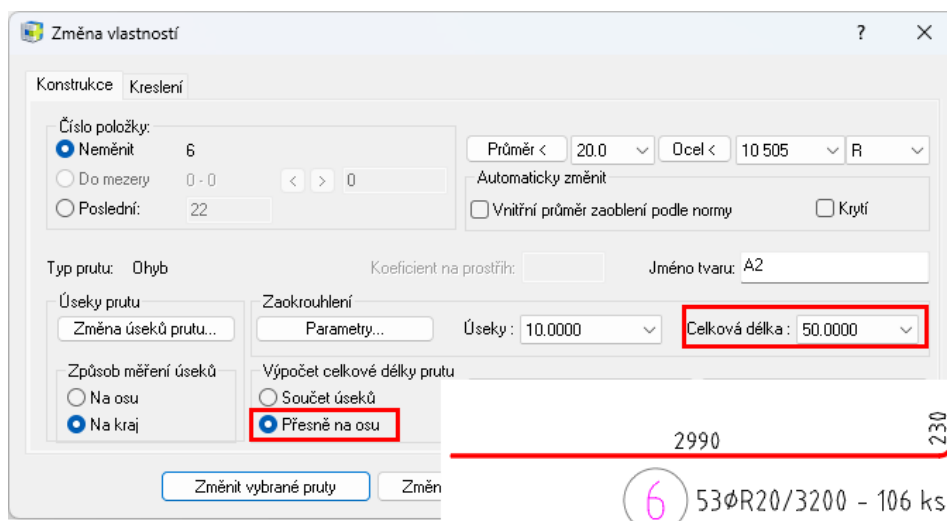 Změna vlastností ? ×
Konstrukce Kreslení
Číslo položky:
Neměnit 6 Průměr < 20.0 Ocel < 10 505 R
Do mezery 0 - 0 < > 0 Automaticky změnit
Poslední: 22 Vnitřní průměr zaoblení podle normy Krytí
Typ prutu: Ohyb Koeficient na prostřih: Jméno tvaru: A2
Úseky prutu Zaokrouhlení
Změna úseků prutu... Parametry... Úseky : 10.0000 Celková délka : 50.0000
Způsob měření úseků Výpočet celkové délky prutu
Na osu Součet úseků
Na kraj Přesně na osu
2990 230
Změnit vybrané pruty Změn
6 53ØR20/3200 - 106 ks